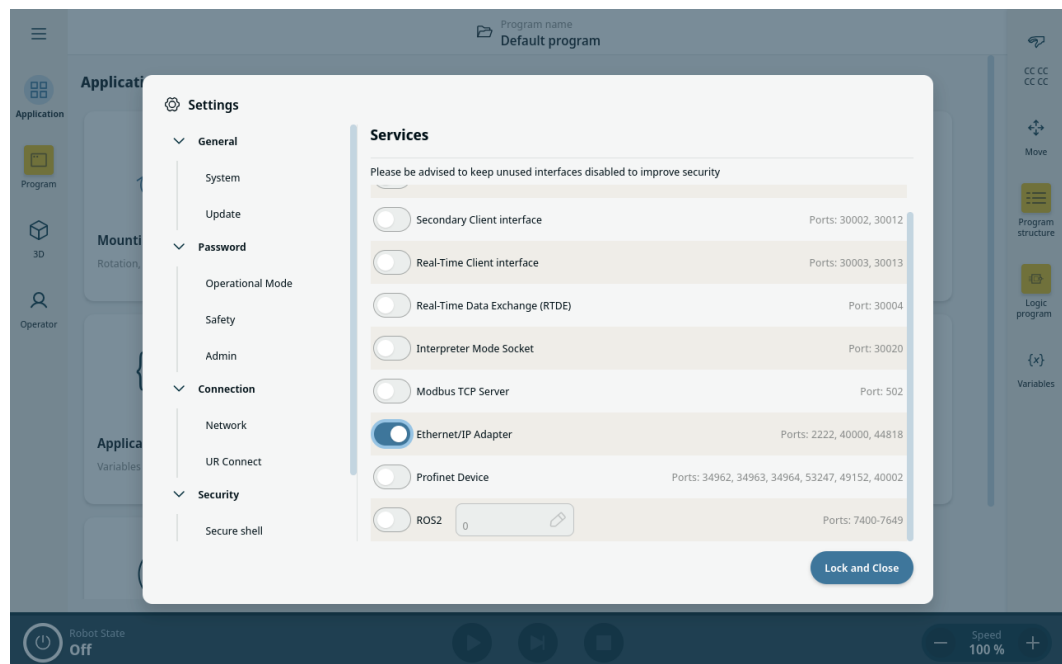 Program name
Default program
Applicati
Application
Program
3D
Operator
Mounti
Rotation,
Applica
Variables
Settings
General
System
Update
Password
Operational Mode
Safety
Admin
Connection
Network
UR Connect
Security
Secure shell
Services
Please be advised to keep unused interfaces disabled to improve security
Secondary Client interface Ports: 30002, 30012
Real-Time Client interface Ports: 30003, 30013
Real-Time Data Exchange (RTDE) Port: 30004
Interpreter Mode Socket Port: 30020
Modbus TCP Server Port: 502
Ethernet/IP Adapter Ports: 2222, 40000, 44818
Profinet Device Ports: 34962, 34963, 34964, 53247, 49152, 40002
ROS2 0 Ports: 7400-7649
Lock and Close
CC CC
CC CC
Move
Program
structure
Logic
program
{x}
Variables
Robot State
Off
Speed
100 %